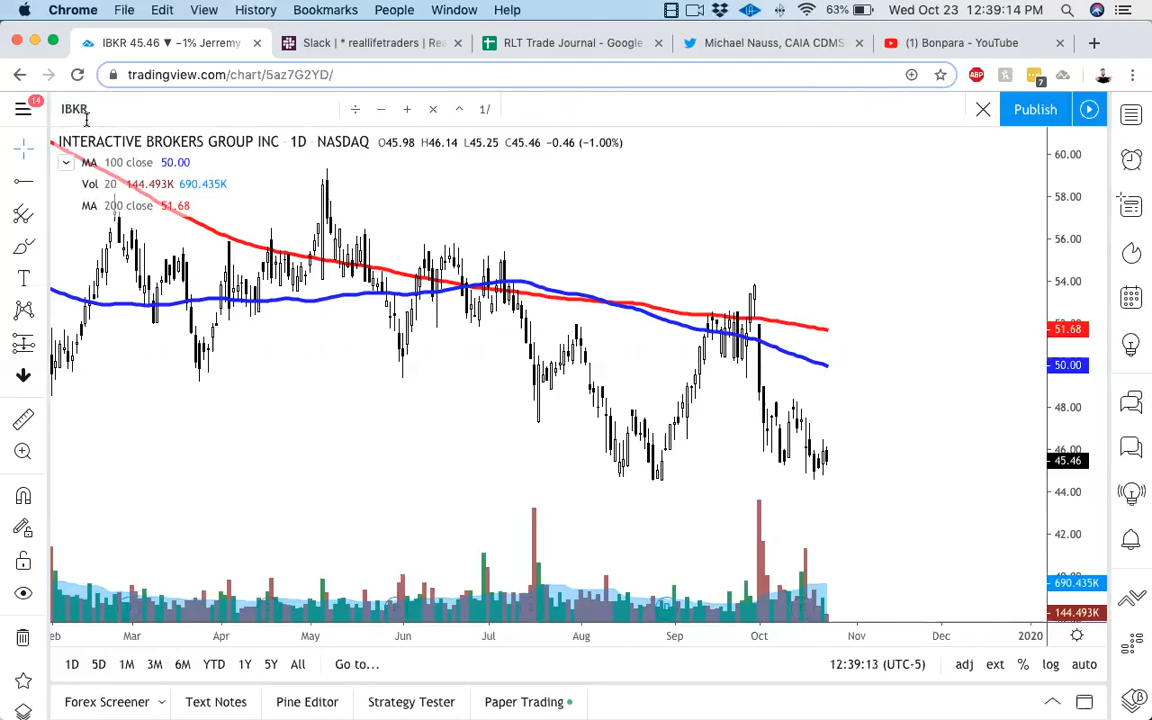 Chrome File Edit View History Bookmarks People Window Help 63% Wed Oct 23 12:39:14 PM
IBKR 45.46 ▼ −1% Jerremy
Slack | * reallifetraders | Re
RLT Trade Journal - Google
Michael Nauss, CAIA CDMS
(1) Bonpara - YouTube
tradingview.com/chart/5az7G2YD/
ABP
7
14
IBKR
÷ − + × 1/
Publish
INTERACTIVE BROKERS GROUP INC · 1D · NASDAQ O45.98 H46.14 L45.25 C45.46 −0.46 (−1.00%)
MA 100 close 50.00
Vol 20 144.493K 690.435K
MA 200 close 51.68
60.00
58.00
56.00
54.00
51.68
50.00
48.00
46.00
45.46
44.00
42.00
690.435K
144.493K
eb Mar Apr May Jun Jul Aug Sep Oct Nov Dec 2020
1D 5D 1M 3M 6M YTD 1Y 5Y All Go to... 12:39:13 (UTC-5) adj ext % log auto
Forex Screener Text Notes Pine Editor Strategy Tester Paper Trading